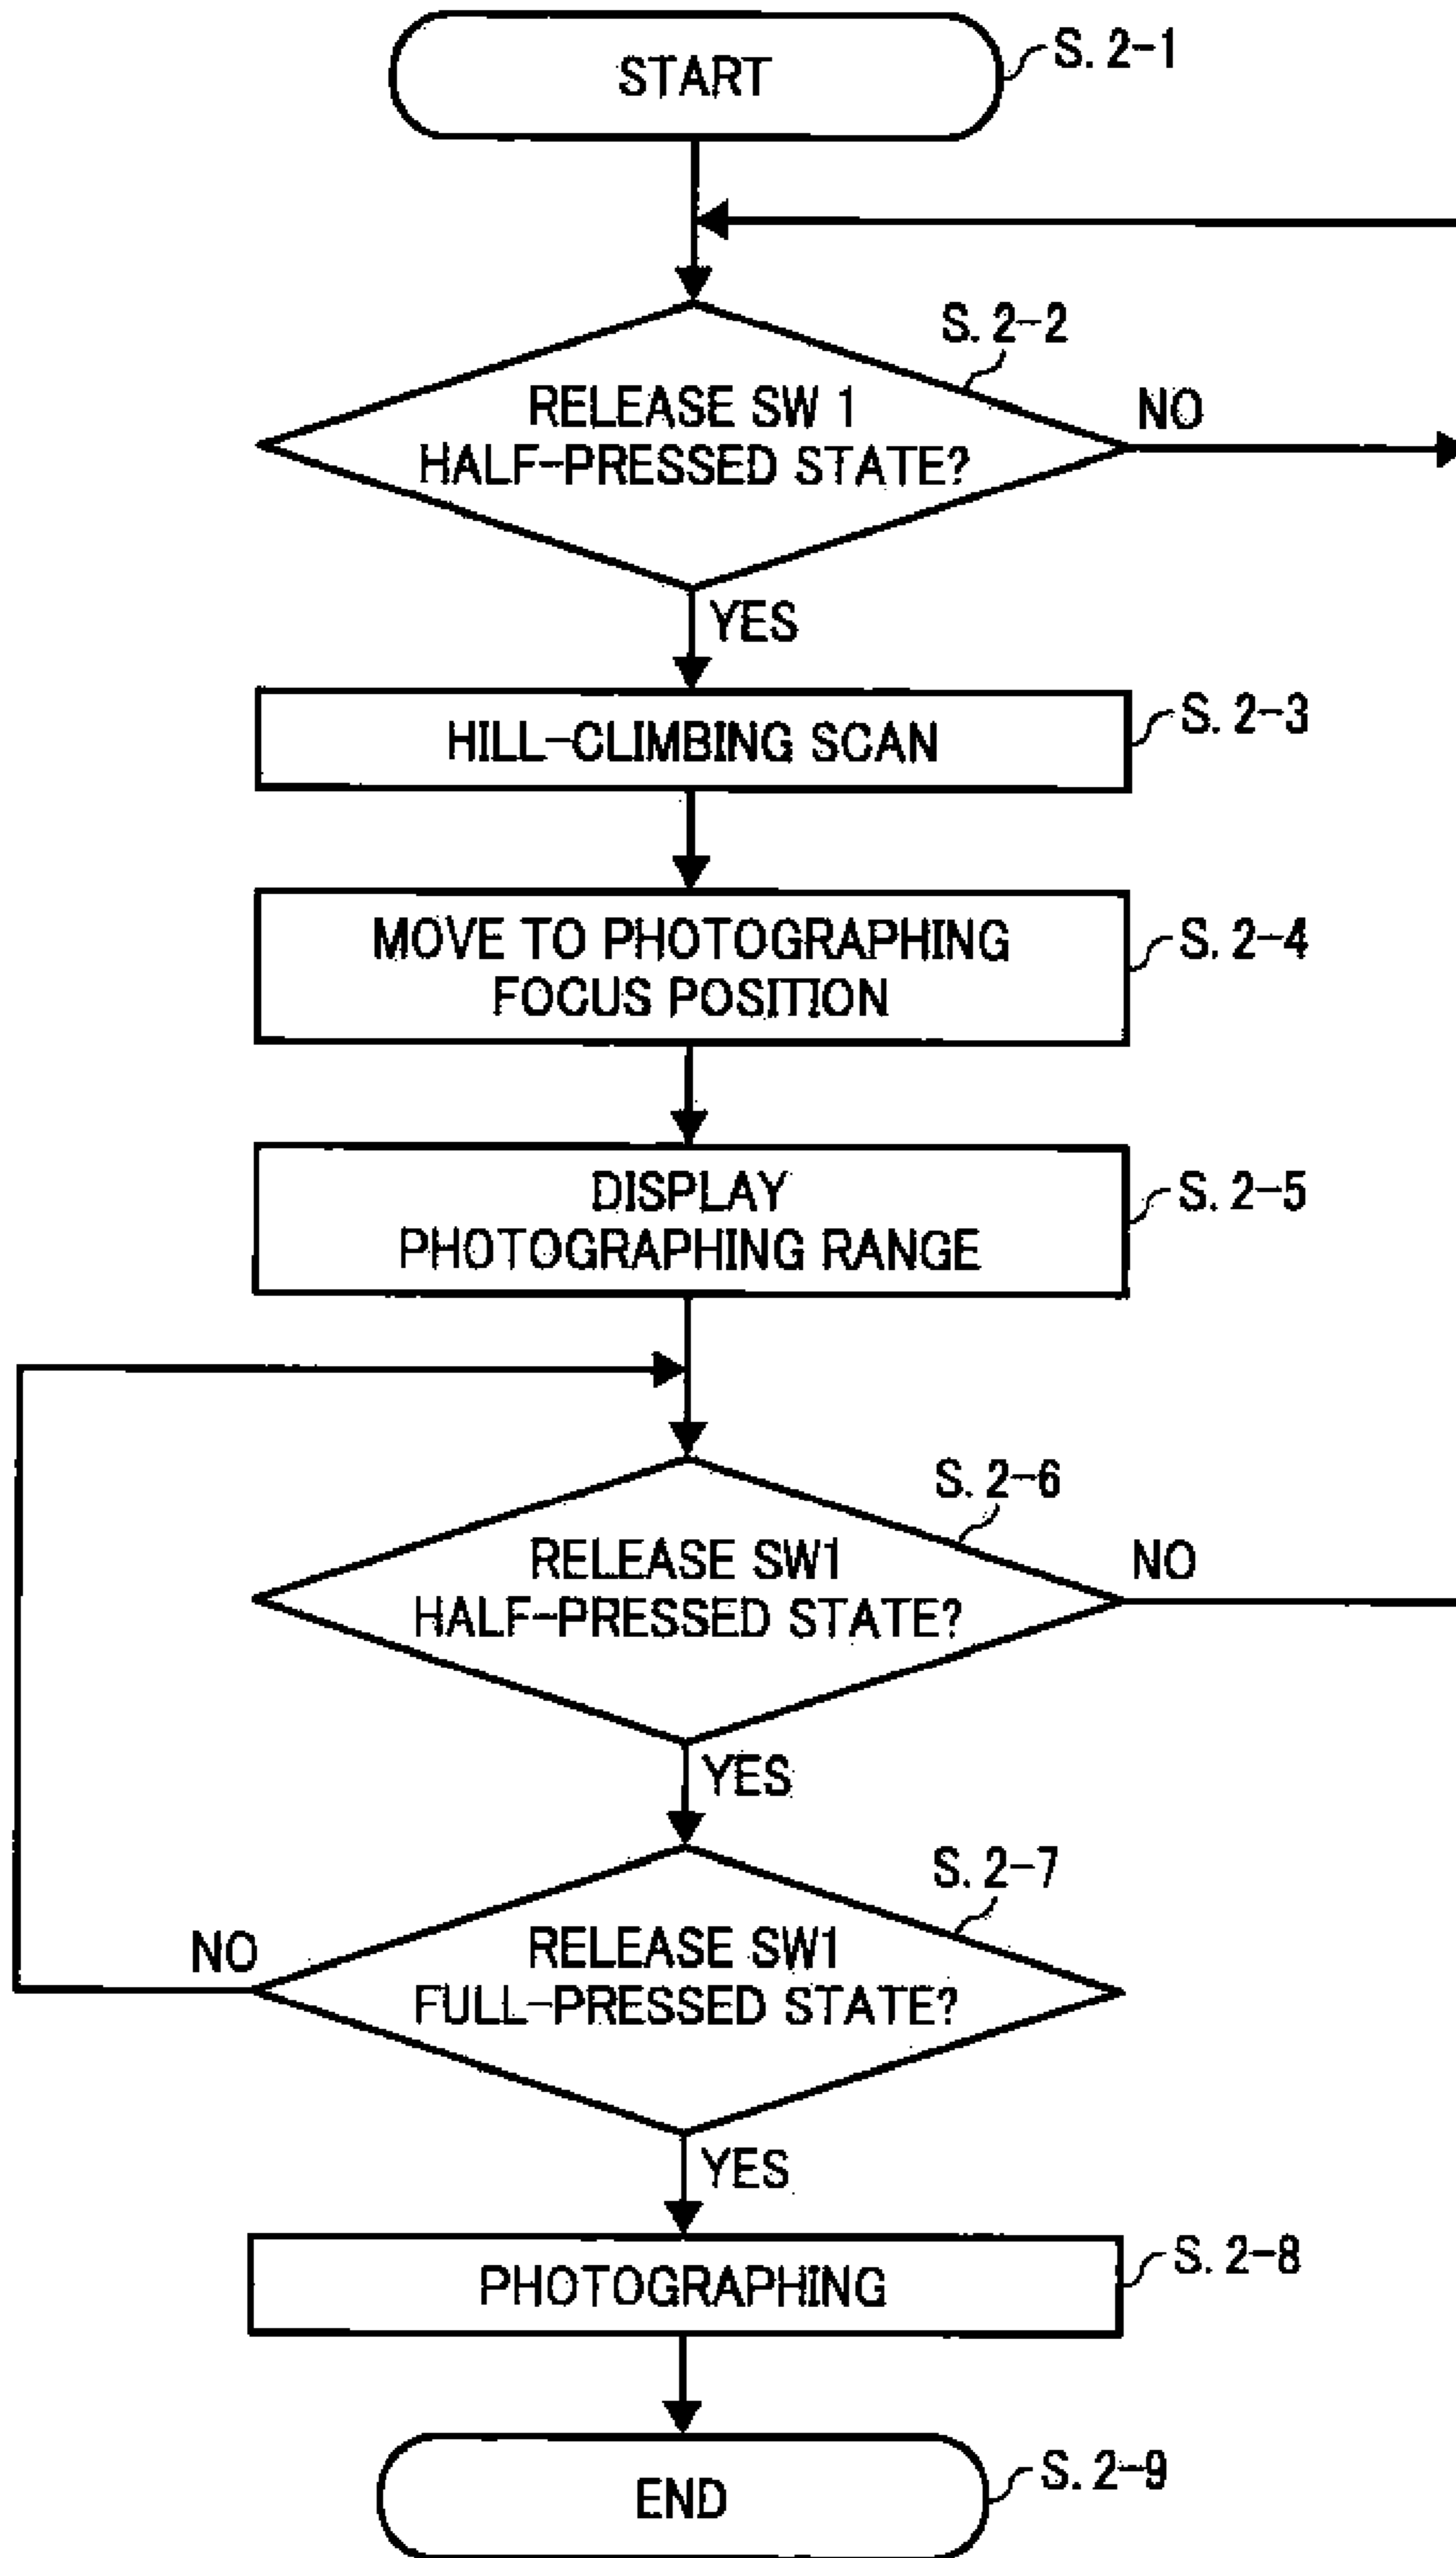 START
S. 2-1
S. 2-2
RELEASE SW 1
HALF-PRESSED STATE?
NO
YES
HILL-CLIMBING SCAN
S. 2-3
MOVE TO PHOTOGRAPHING
FOCUS POSITION
S. 2-4
DISPLAY
PHOTOGRAPHING RANGE
S. 2-5
S. 2-6
RELEASE SW1
HALF-PRESSED STATE?
NO
YES
S. 2-7
RELEASE SW1
FULL-PRESSED STATE?
NO
YES
PHOTOGRAPHING
S. 2-8
END
S. 2-9